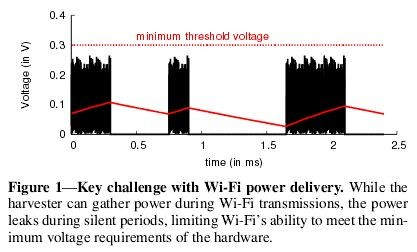 0.4
minimum threshold voltage
0.3
0.2
0.1
0
Voltage (in V)
0 0.5 1 1.5 2 2.5
time (in ms)
Figure 1—Key challenge with Wi-Fi power delivery. While the
harvester can gather power during Wi-Fi transmissions, the power
leaks during silent periods, limiting Wi-Fi's ability to meet the min-
imum voltage requirements of the hardware.